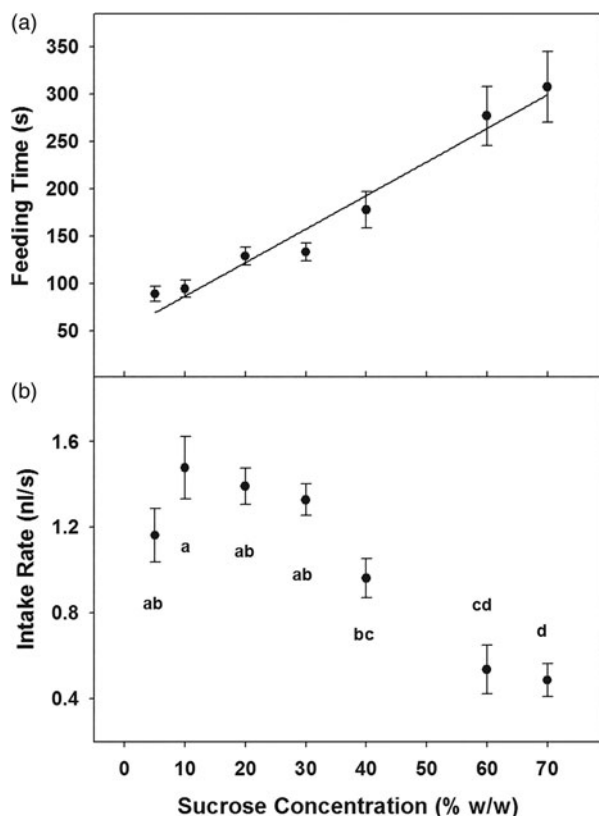 (a)
350
300
250
200
150
100
50
Feeding Time (s)
(b)
1.6
1.2
0.8
0.4
Intake Rate (nl/s)
ab
a
ab
ab
bc
cd
d
0 10 20 30 40 50 60 70
Sucrose Concentration (% w/w)